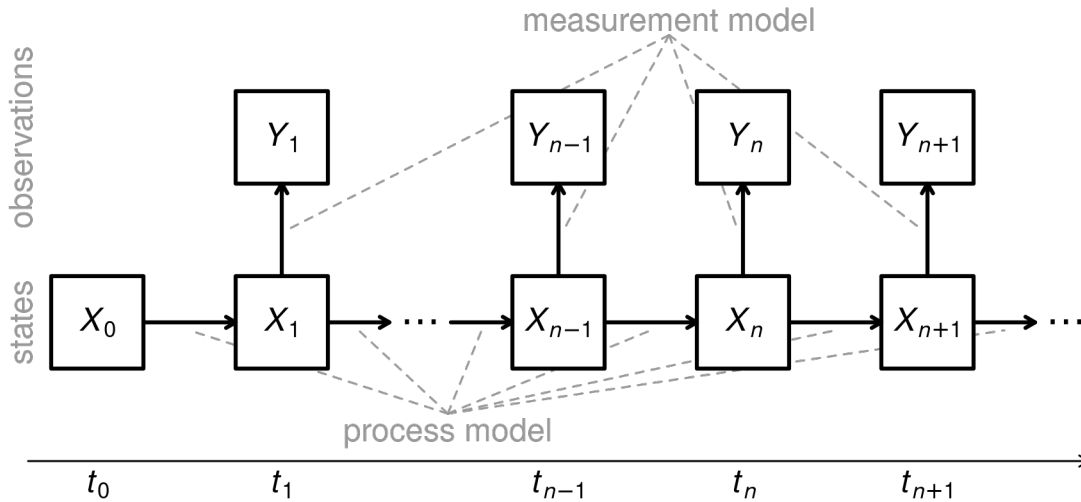 measurement model
observations
Y₁ Yₙ₋₁ Yₙ Yₙ₊₁
states
X₀ X₁ ··· Xₙ₋₁ Xₙ Xₙ₊₁ ···
process model
t₀ t₁ tₙ₋₁ tₙ tₙ₊₁